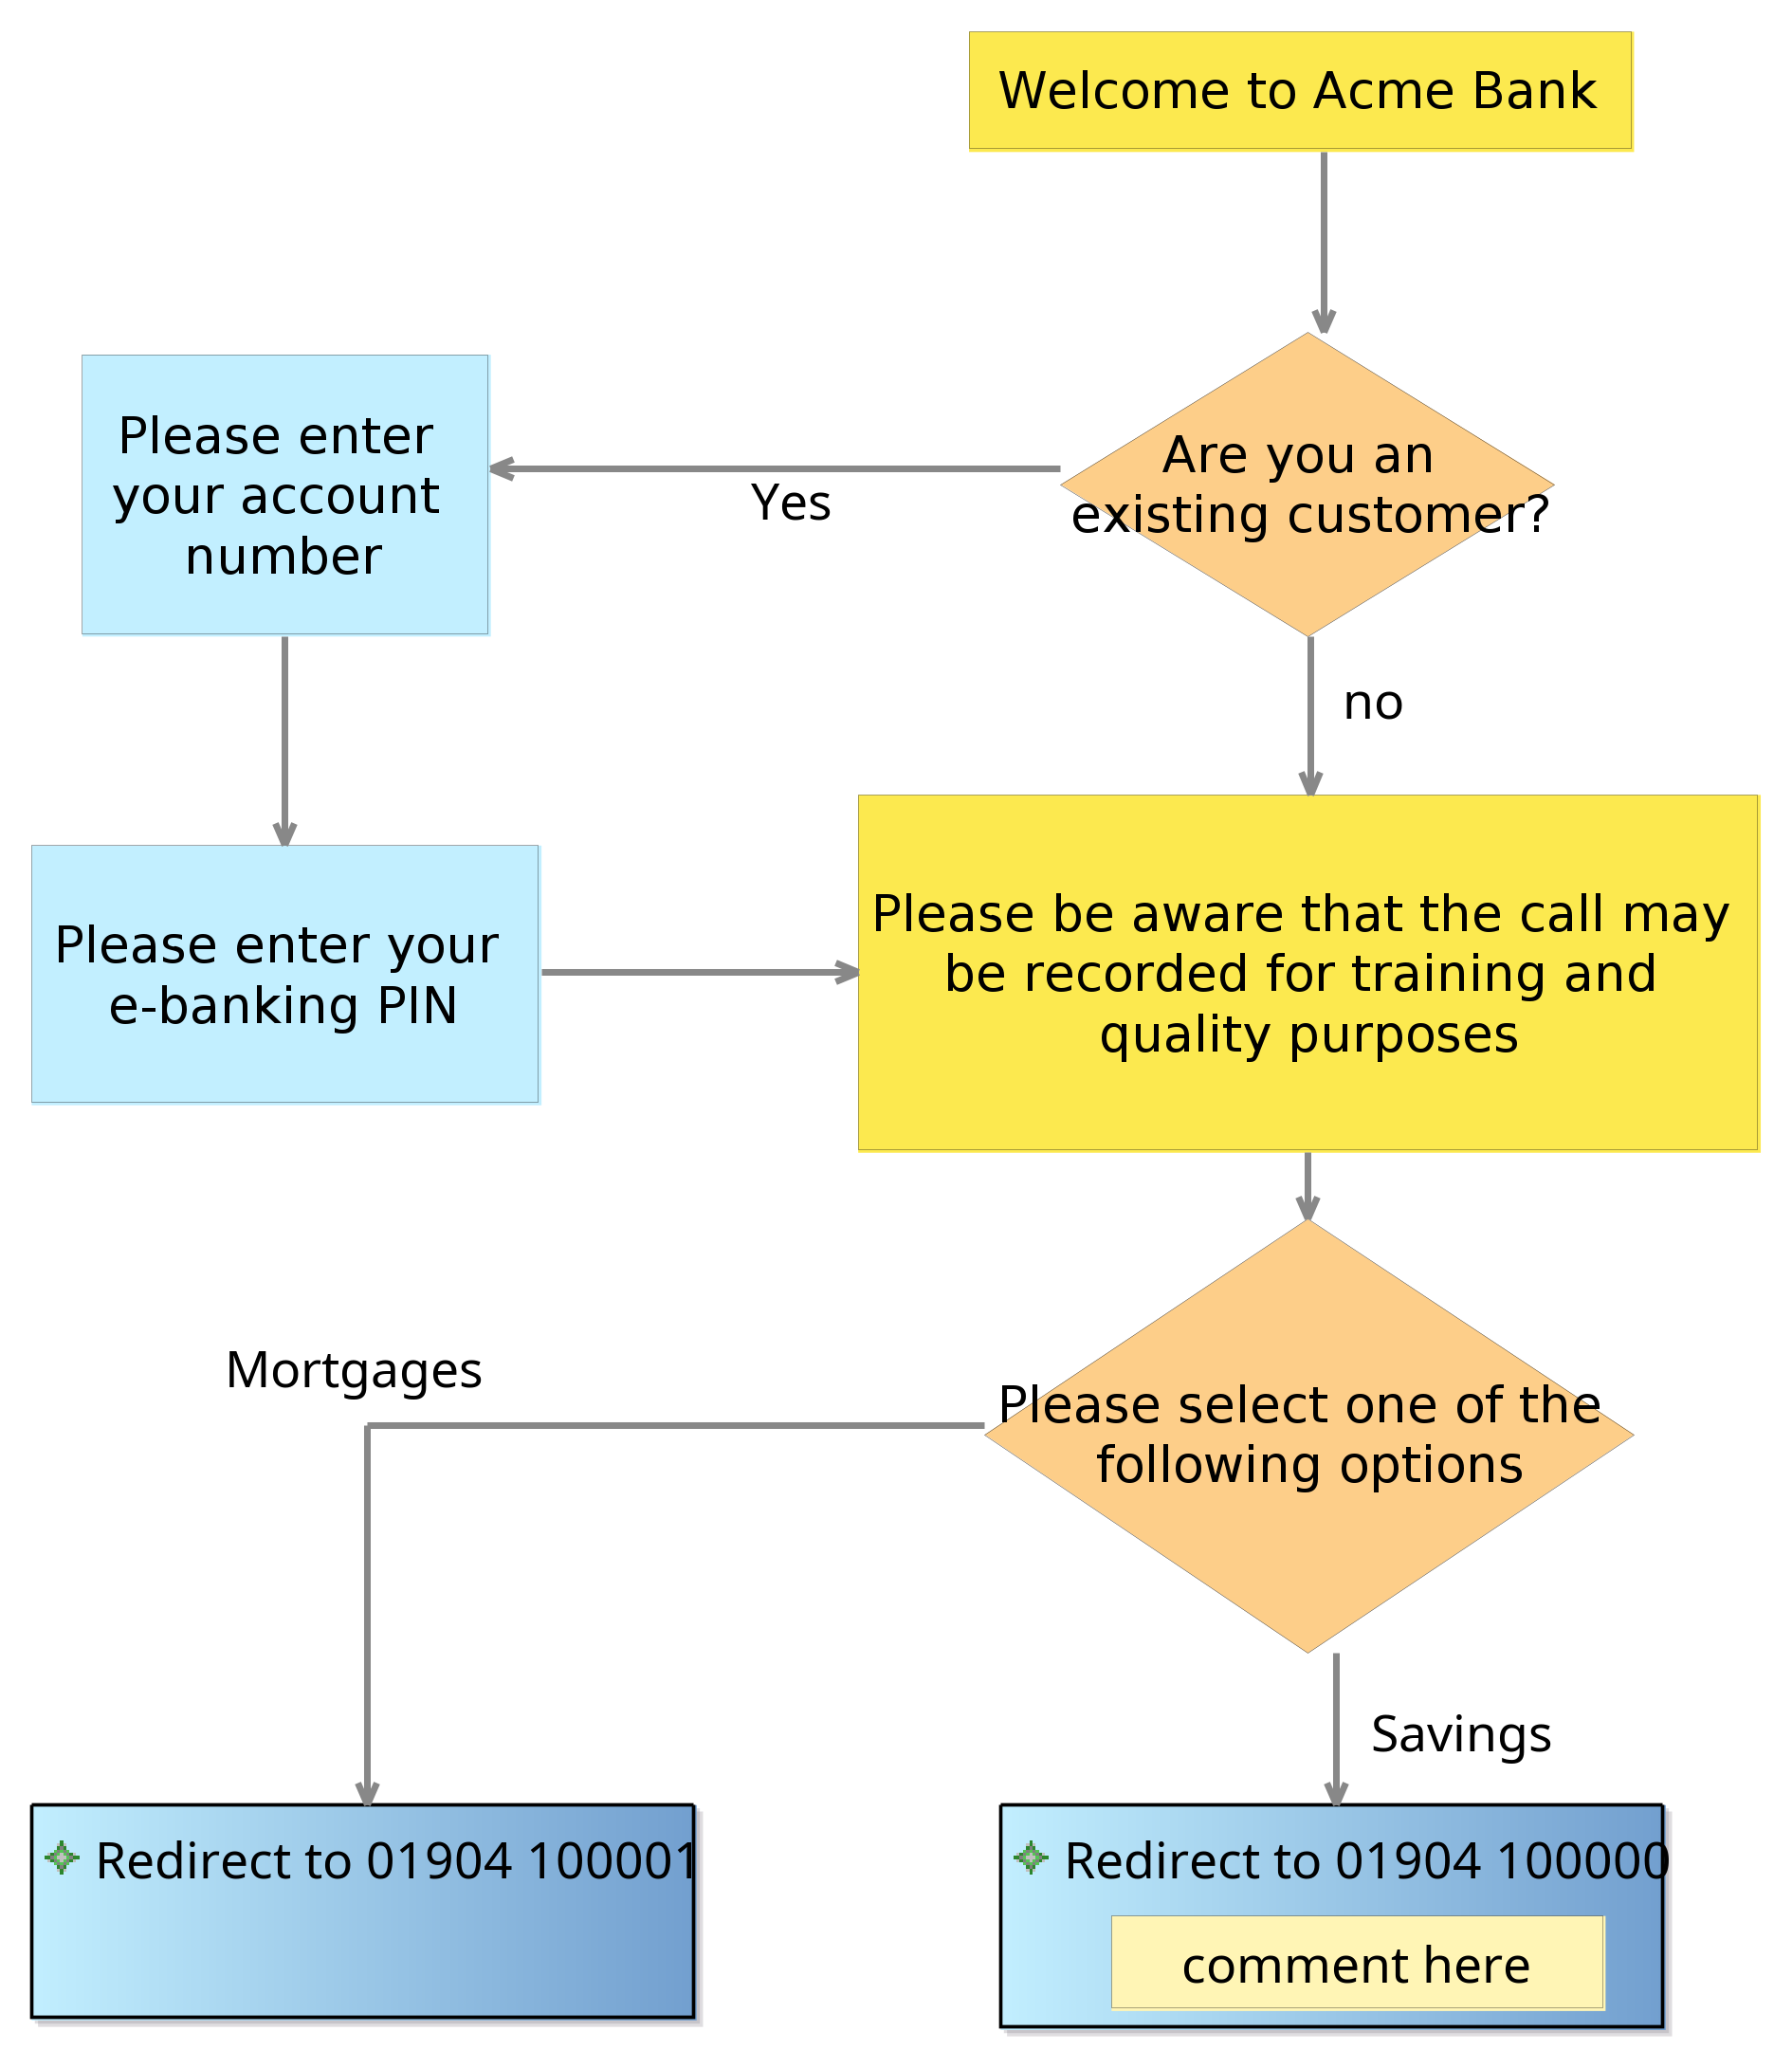 Welcome to Acme Bank
Are you an
existing customer?
Yes
Please enter
your account
number
no
Please enter your
e-banking PIN
Please be aware that the call may
be recorded for training and
quality purposes
Please select one of the
following options
Mortgages
Savings
Redirect to 01904 100001
Redirect to 01904 100000
comment here